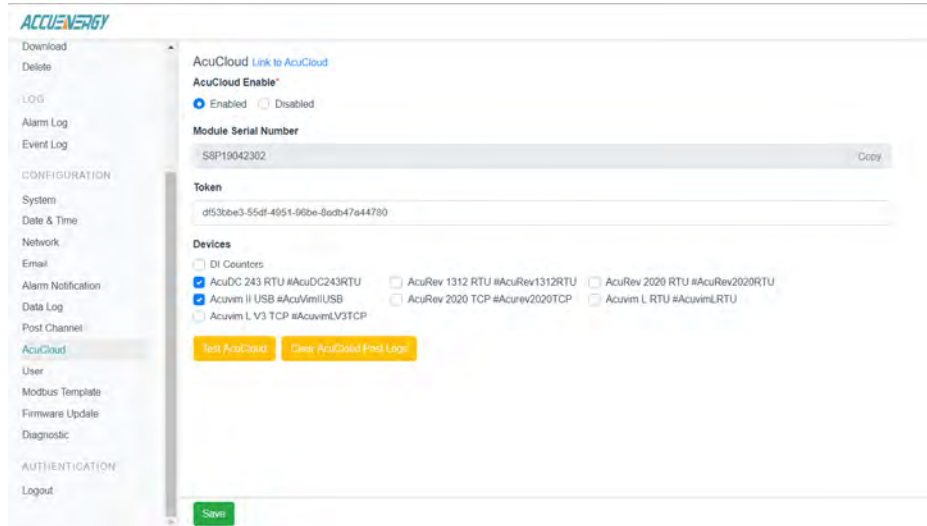 ACCUENERGY
Download
Delete
LOG
Alarm Log
Event Log
CONFIGURATION
System
Date & Time
Network
Email
Alarm Notification
Data Log
Post Channel
AcuCloud
User
Modbus Template
Firmware Update
Diagnostic
AUTHENTICATION
Logout
AcuCloud Link to AcuCloud
AcuCloud Enable*
Enabled Disabled
Module Serial Number
S8P19042302 Copy
Token
df53bbe3-55df-4951-96be-8edb47a44780
Devices
DI Counters
AcuDC 243 RTU #AcuDC243RTU AcuRev 1312 RTU #AcuRev1312RTU AcuRev 2020 RTU #AcuRev2020RTU
Acuvim II USB #AcuVimIIUSB AcuRev 2020 TCP #Acurev2020TCP Acuvim L RTU #AcuvimLRTU
Acuvim L V3 TCP #AcuvimLV3TCP
Test AcuCloud Clear AcuCloud Post Logs
Save